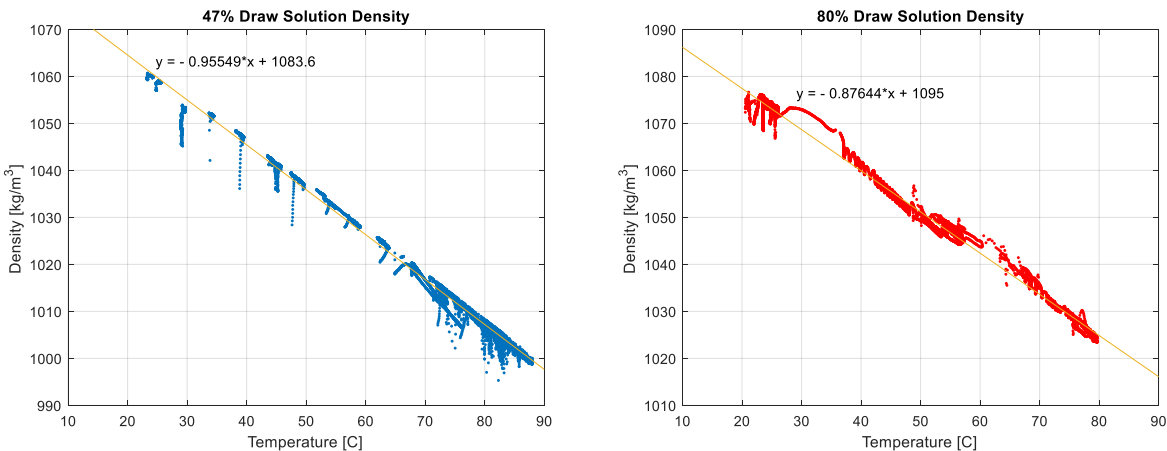 47% Draw Solution Density
1070
1060
1050
1040
1030
1020
1010
1000
990
Density [kg/m³]
y = - 0.95549*x + 1083.6
10 20 30 40 50 60 70 80 90
Temperature [C]
80% Draw Solution Density
1090
1080
1070
1060
1050
1040
1030
1020
1010
Density [kg/m³]
y = - 0.87644*x + 1095
10 20 30 40 50 60 70 80 90
Temperature [C]